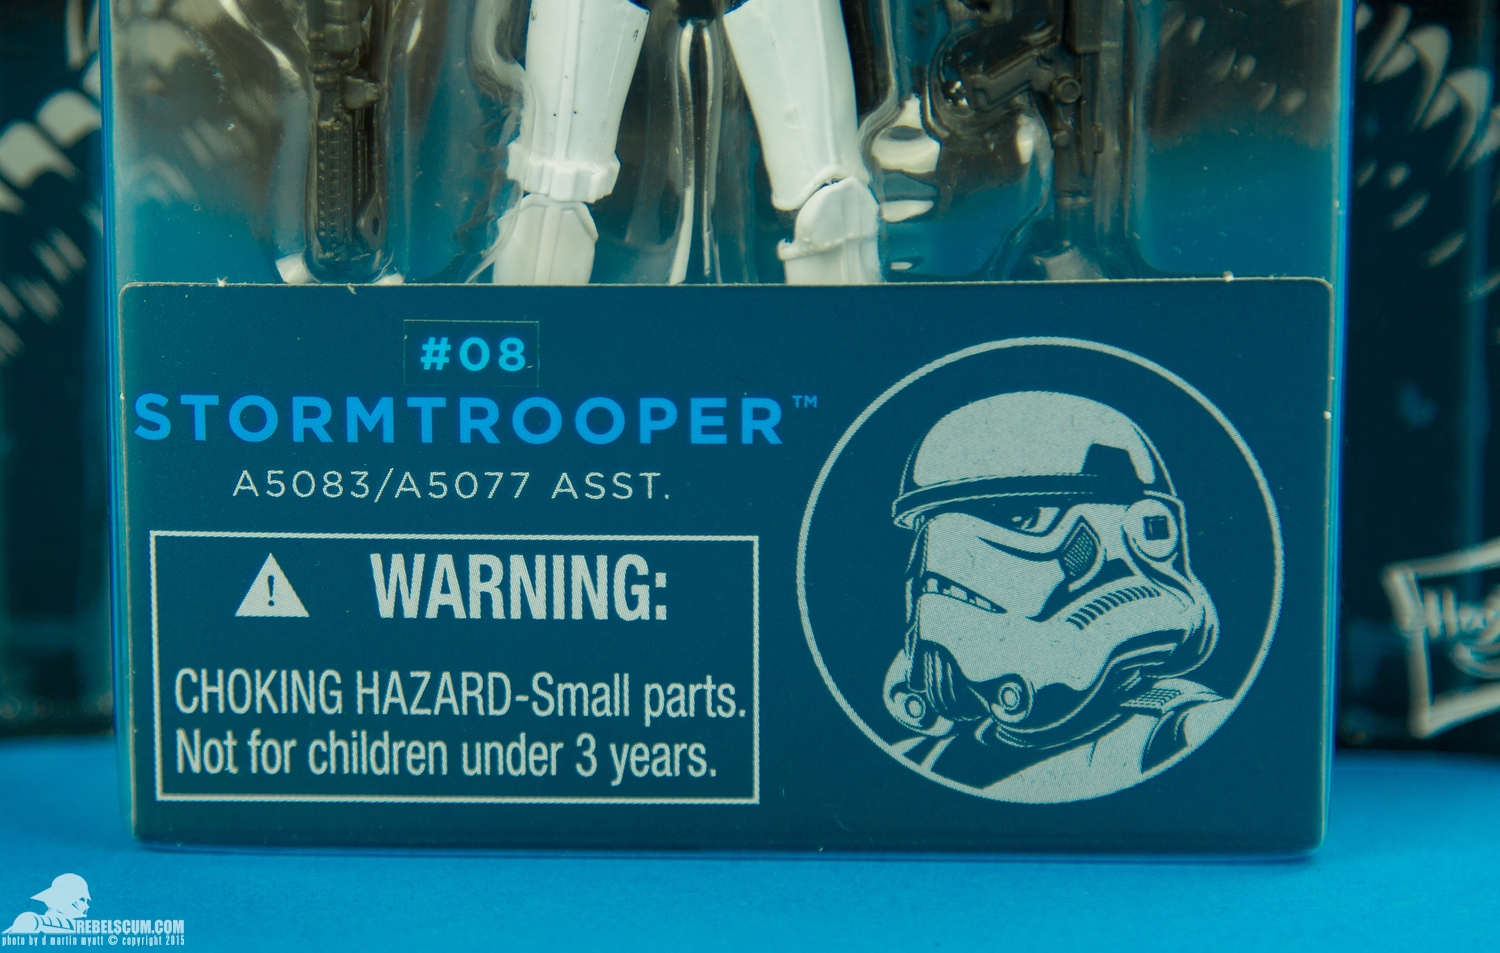 #08
STORMTROOPER™
A5083/A5077 ASST.
WARNING:
CHOKING HAZARD-Small parts.
Not for children under 3 years.
REBELSCUM.COM
photo by d martin myatt © copyright 2015